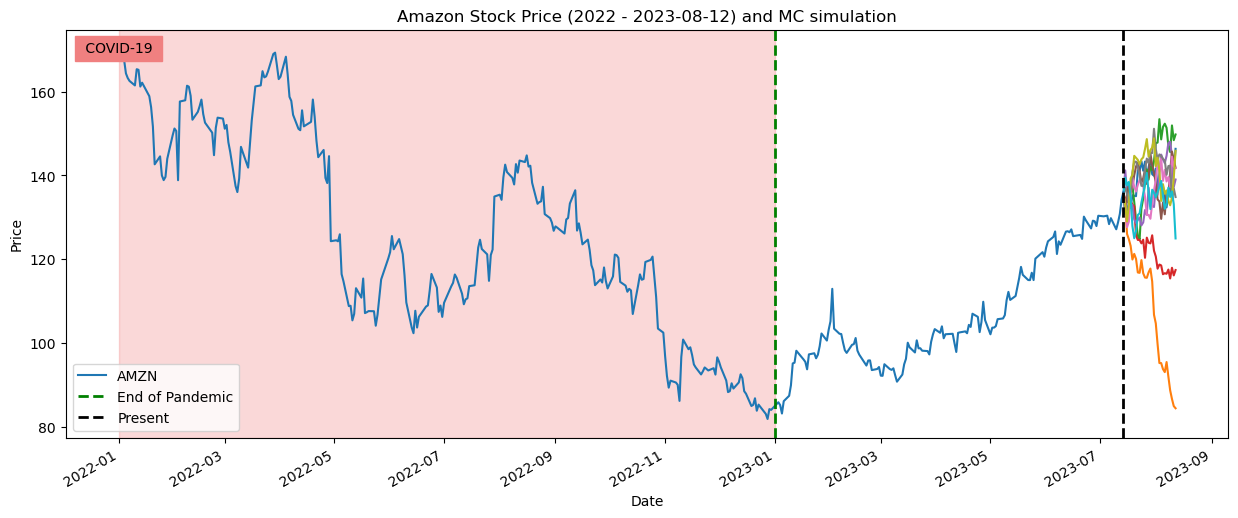 Amazon Stock Price (2022 - 2023-08-12) and MC simulation
COVID-19
Price
160
140
120
100
80
AMZN
End of Pandemic
Present
2022-01
2022-03
2022-05
2022-07
2022-09
2022-11
2023-01
2023-03
2023-05
2023-07
2023-09
Date